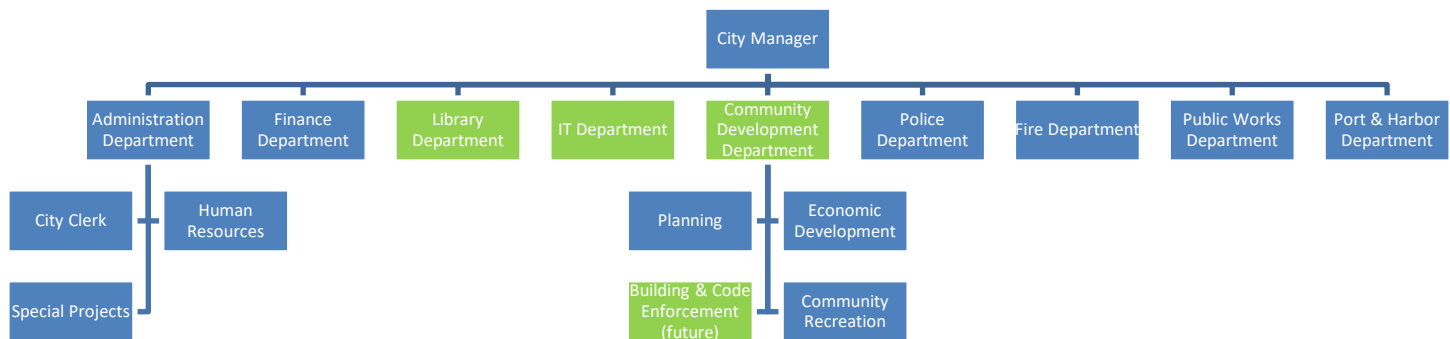 City Manager
Administration
Department
Finance
Department
Library
Department
IT Department
Community
Development
Department
Police
Department
Fire Department
Public Works
Department
Port & Harbor
Department
City Clerk
Human
Resources
Planning
Economic
Development
Special Projects
Building & Code
Enforcement
(future)
Community
Recreation